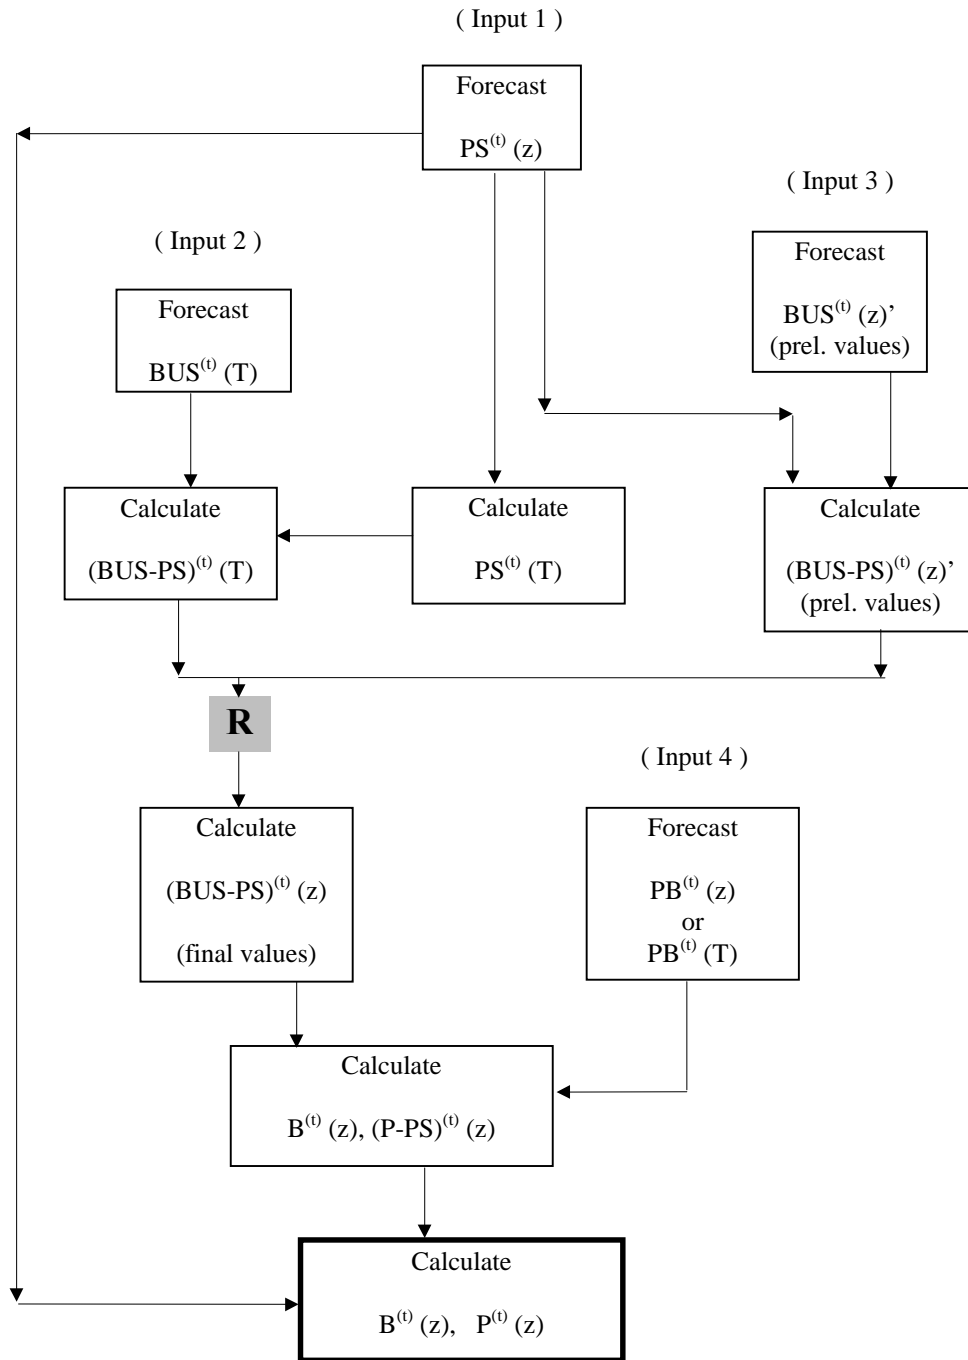 ( Input 1 )
Forecast
PS(t) (z)
( Input 3 )
( Input 2 )
Forecast
BUS(t) (z)’
(prel. values)
Forecast
BUS(t) (T)
Calculate
(BUS-PS)(t) (T)
Calculate
PS(t) (T)
Calculate
(BUS-PS)(t) (z)’
(prel. values)
R
( Input 4 )
Calculate
(BUS-PS)(t) (z)
(final values)
Forecast
PB(t) (z)
or
PB(t) (T)
Calculate
B(t) (z), (P-PS)(t) (z)
Calculate
B(t) (z), P(t) (z)